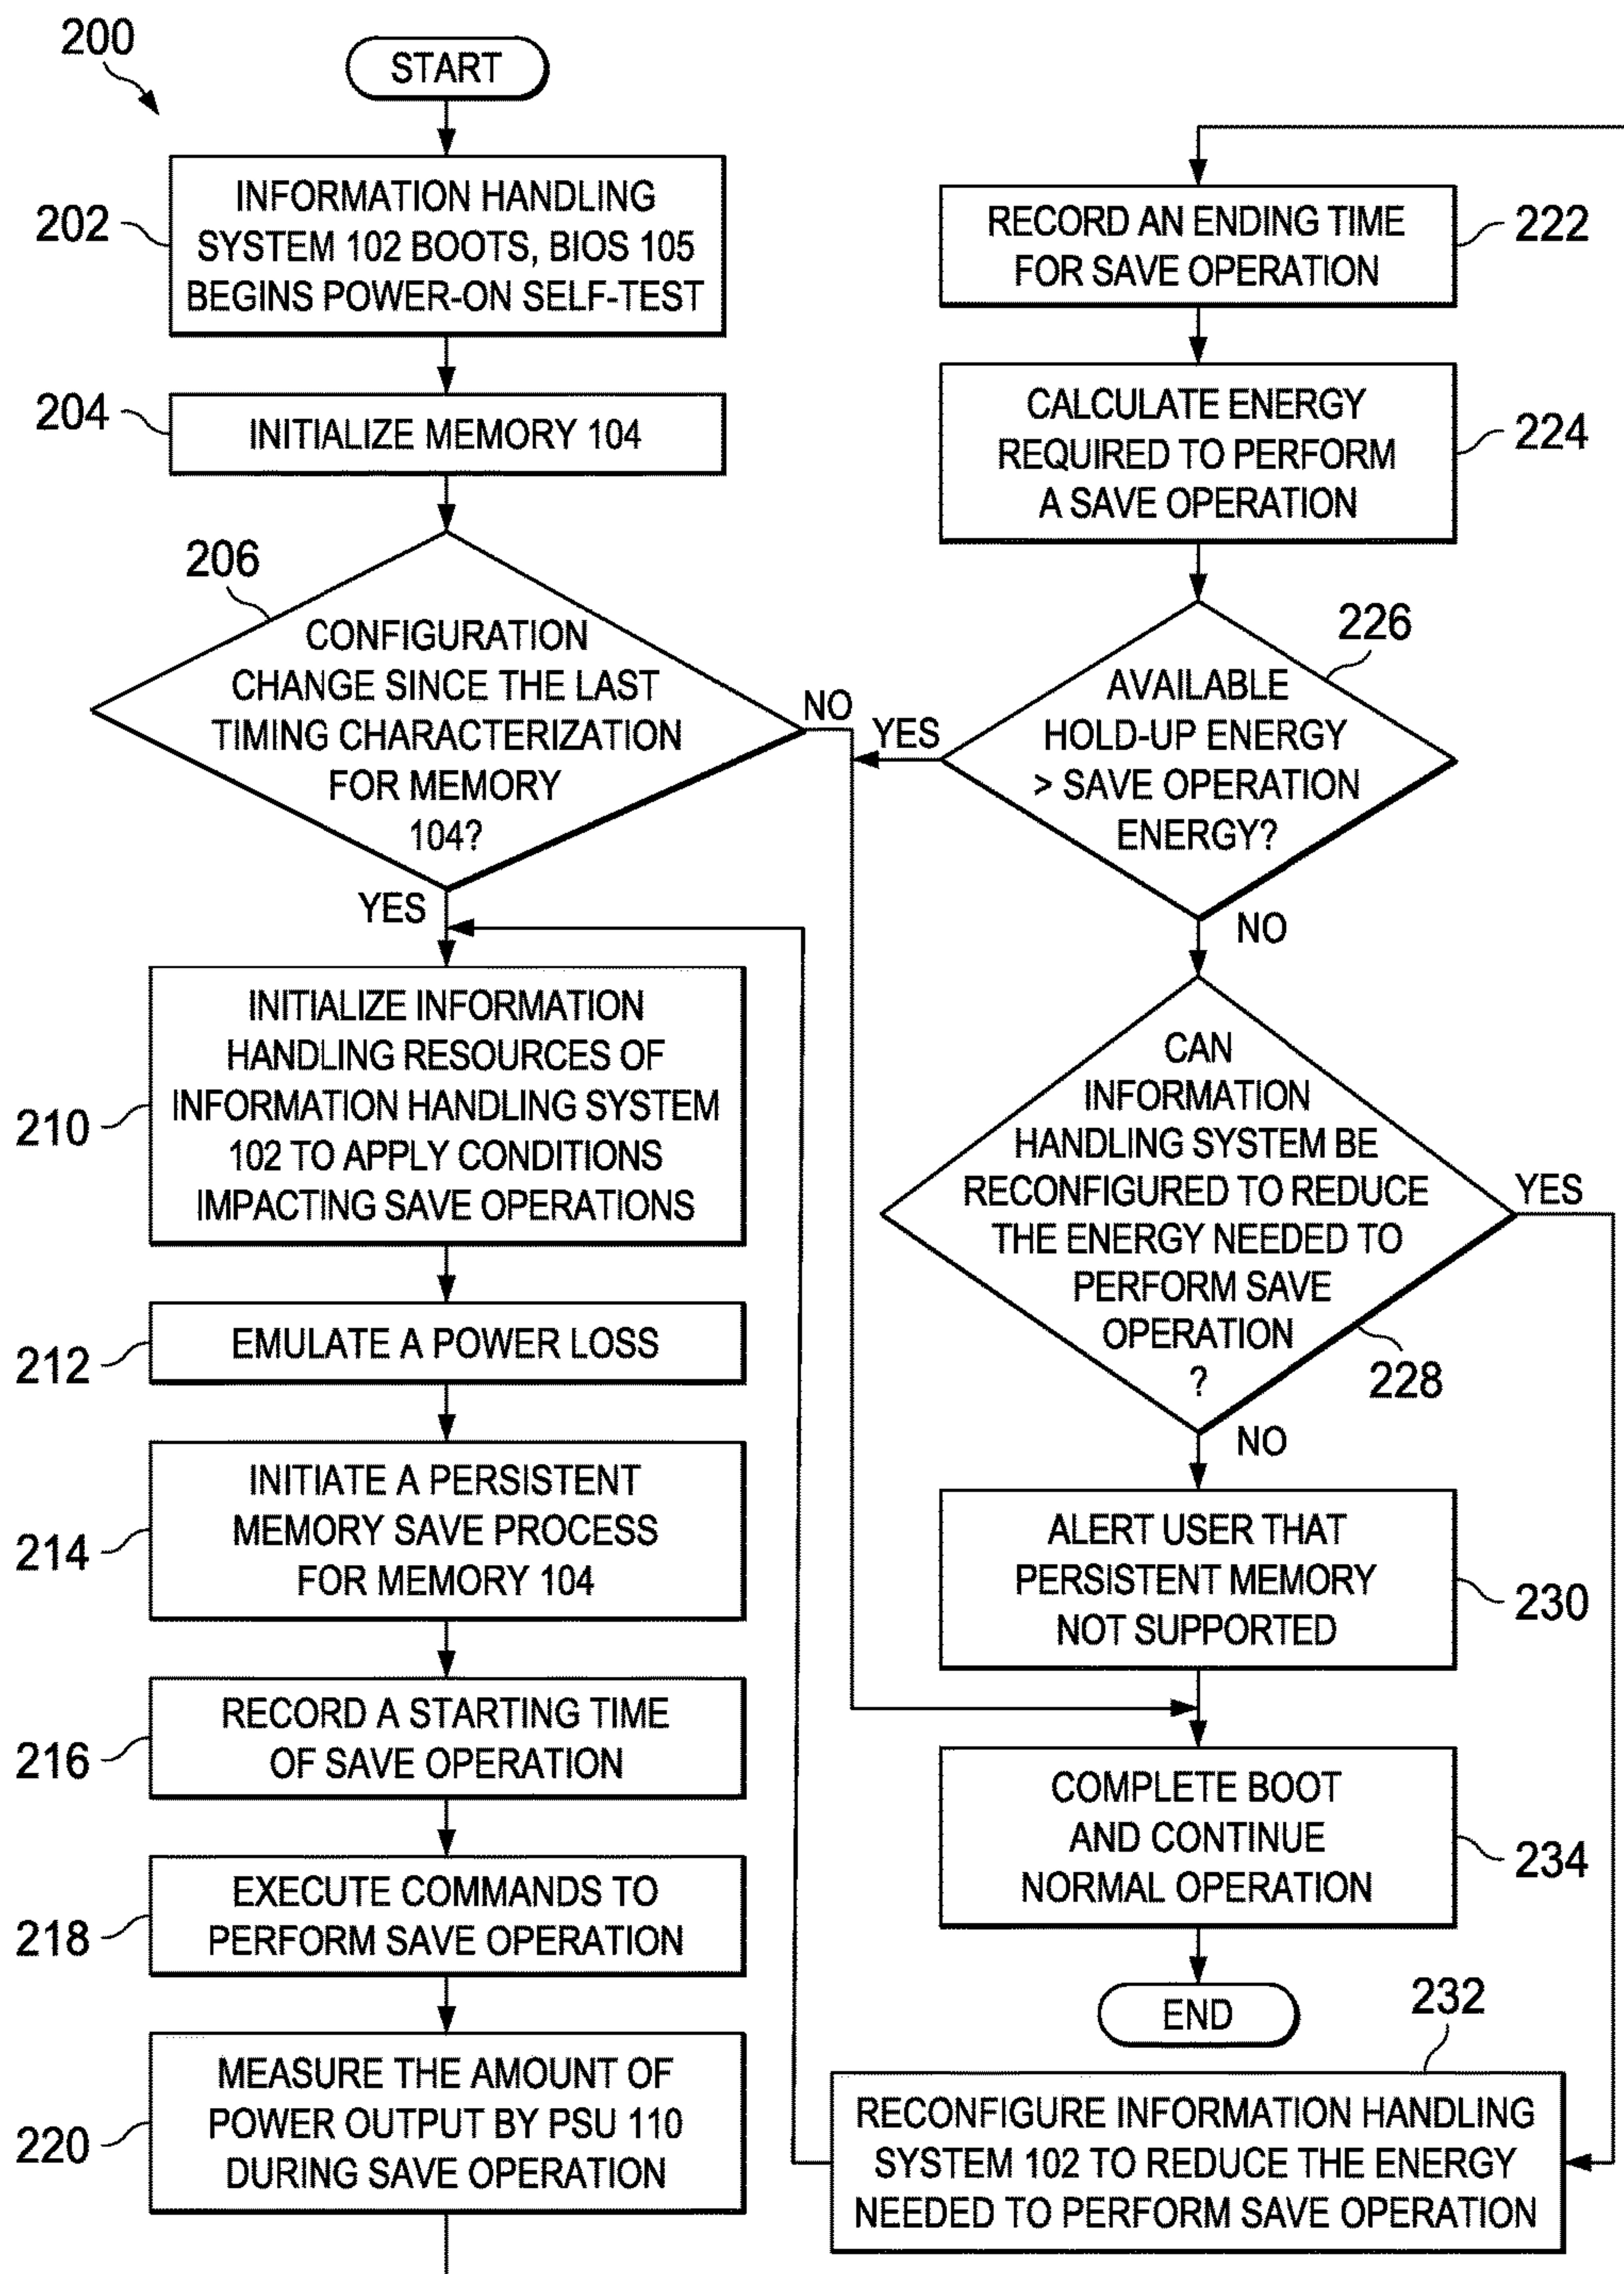 200
START
202
INFORMATION HANDLING
SYSTEM 102 BOOTS, BIOS 105
BEGINS POWER-ON SELF-TEST
204
INITIALIZE MEMORY 104
206
CONFIGURATION
CHANGE SINCE THE LAST
TIMING CHARACTERIZATION
FOR MEMORY
104?
NO
YES
210
INITIALIZE INFORMATION
HANDLING RESOURCES OF
INFORMATION HANDLING SYSTEM
102 TO APPLY CONDITIONS
IMPACTING SAVE OPERATIONS
212
EMULATE A POWER LOSS
214
INITIATE A PERSISTENT
MEMORY SAVE PROCESS
FOR MEMORY 104
216
RECORD A STARTING TIME
OF SAVE OPERATION
218
EXECUTE COMMANDS TO
PERFORM SAVE OPERATION
220
MEASURE THE AMOUNT OF
POWER OUTPUT BY PSU 110
DURING SAVE OPERATION
RECORD AN ENDING TIME
FOR SAVE OPERATION
222
CALCULATE ENERGY
REQUIRED TO PERFORM
A SAVE OPERATION
224
226
AVAILABLE
HOLD-UP ENERGY
> SAVE OPERATION
ENERGY?
YES
NO
CAN
INFORMATION
HANDLING SYSTEM BE
RECONFIGURED TO REDUCE
THE ENERGY NEEDED TO
PERFORM SAVE
OPERATION
?
YES
228
NO
ALERT USER THAT
PERSISTENT MEMORY
NOT SUPPORTED
230
COMPLETE BOOT
AND CONTINUE
NORMAL OPERATION
234
END
232
RECONFIGURE INFORMATION HANDLING
SYSTEM 102 TO REDUCE THE ENERGY
NEEDED TO PERFORM SAVE OPERATION